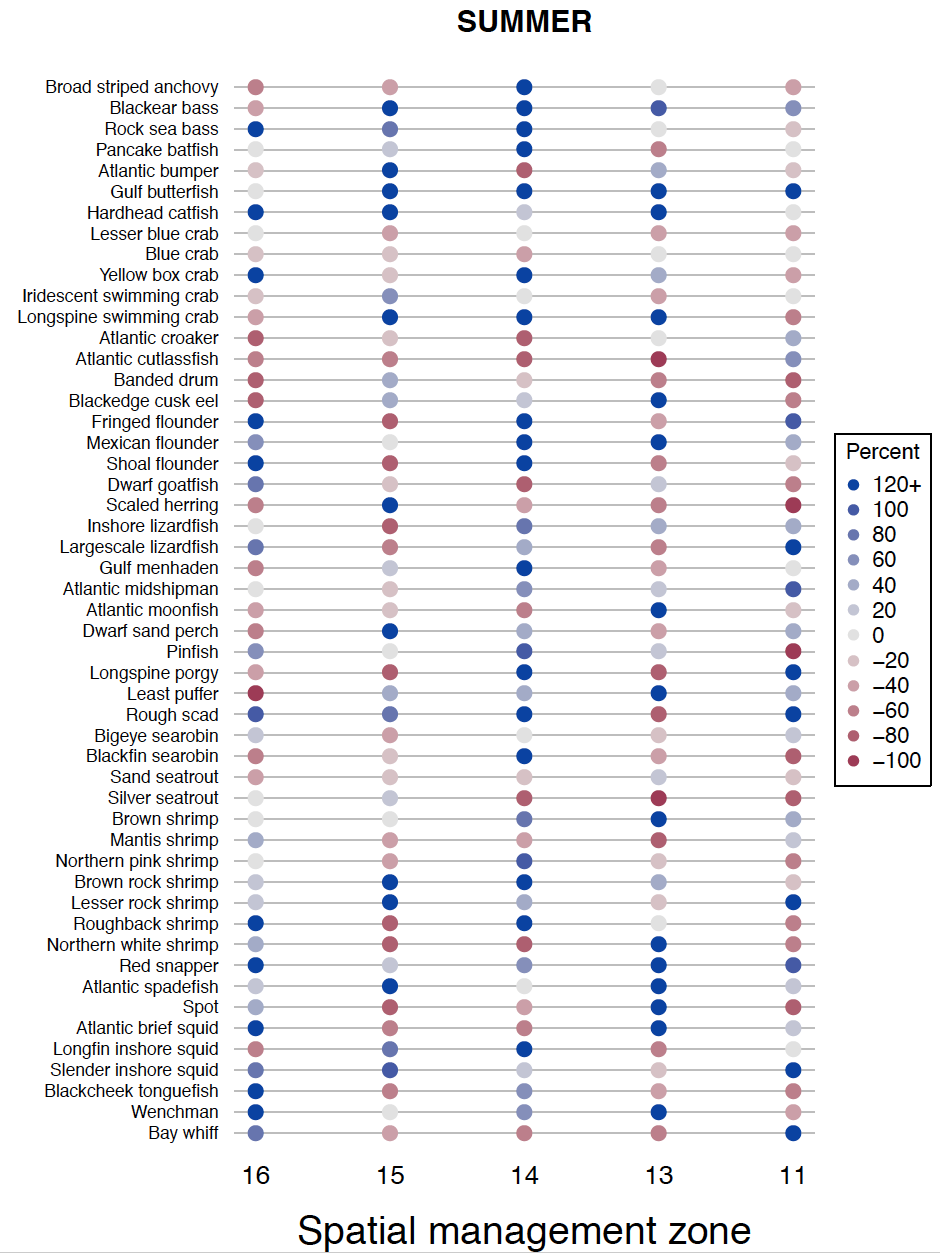 SUMMER
Broad striped anchovy
Blackear bass
Rock sea bass
Pancake batfish
Atlantic bumper
Gulf butterfish
Hardhead catfish
Lesser blue crab
Blue crab
Yellow box crab
Iridescent swimming crab
Longspine swimming crab
Atlantic croaker
Atlantic cutlassfish
Banded drum
Blackedge cusk eel
Fringed flounder
Mexican flounder
Shoal flounder
Dwarf goatfish
Scaled herring
Inshore lizardfish
Largescale lizardfish
Gulf menhaden
Atlantic midshipman
Atlantic moonfish
Dwarf sand perch
Pinfish
Longspine porgy
Least puffer
Rough scad
Bigeye searobin
Blackfin searobin
Sand seatrout
Silver seatrout
Brown shrimp
Mantis shrimp
Northern pink shrimp
Brown rock shrimp
Lesser rock shrimp
Roughback shrimp
Northern white shrimp
Red snapper
Atlantic spadefish
Spot
Atlantic brief squid
Longfin inshore squid
Slender inshore squid
Blackcheek tonguefish
Wenchman
Bay whiff
16 15 14 13 11
Spatial management zone
Percent
120+
100
80
60
40
20
0
−20
−40
−60
−80
−100